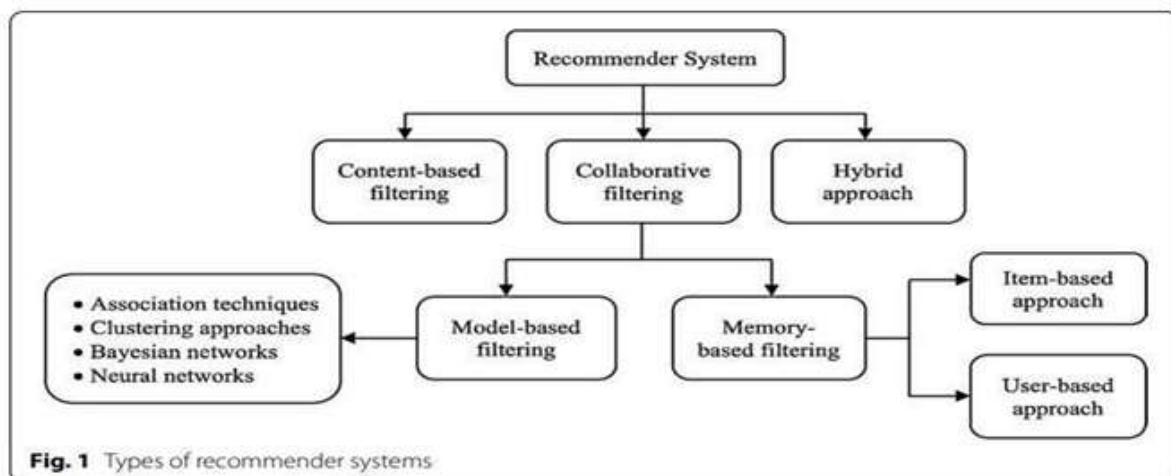 Recommender System
Content-based
filtering
Collaborative
filtering
Hybrid
approach
• Association techniques
• Clustering approaches
• Bayesian networks
• Neural networks
Model-based
filtering
Memory-
based filtering
Item-based
approach
User-based
approach
Fig. 1 Types of recommender systems